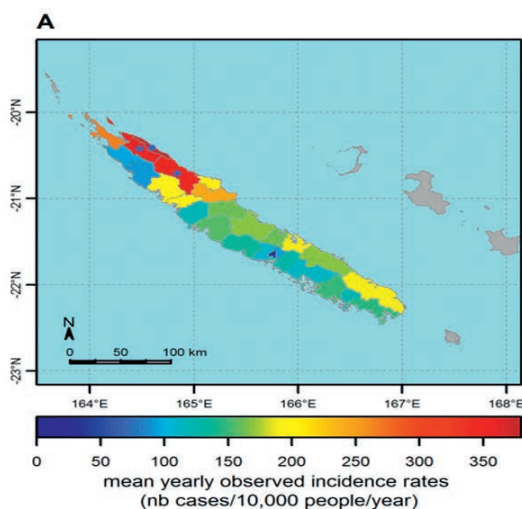 A
-20°N
-21°N
-22°N
-23°N
N
0 50 100 km
164°E 165°E 166°E 167°E 168°E
0 50 100 150 200 250 300 350
mean yearly observed incidence rates
(nb cases/10,000 people/year)